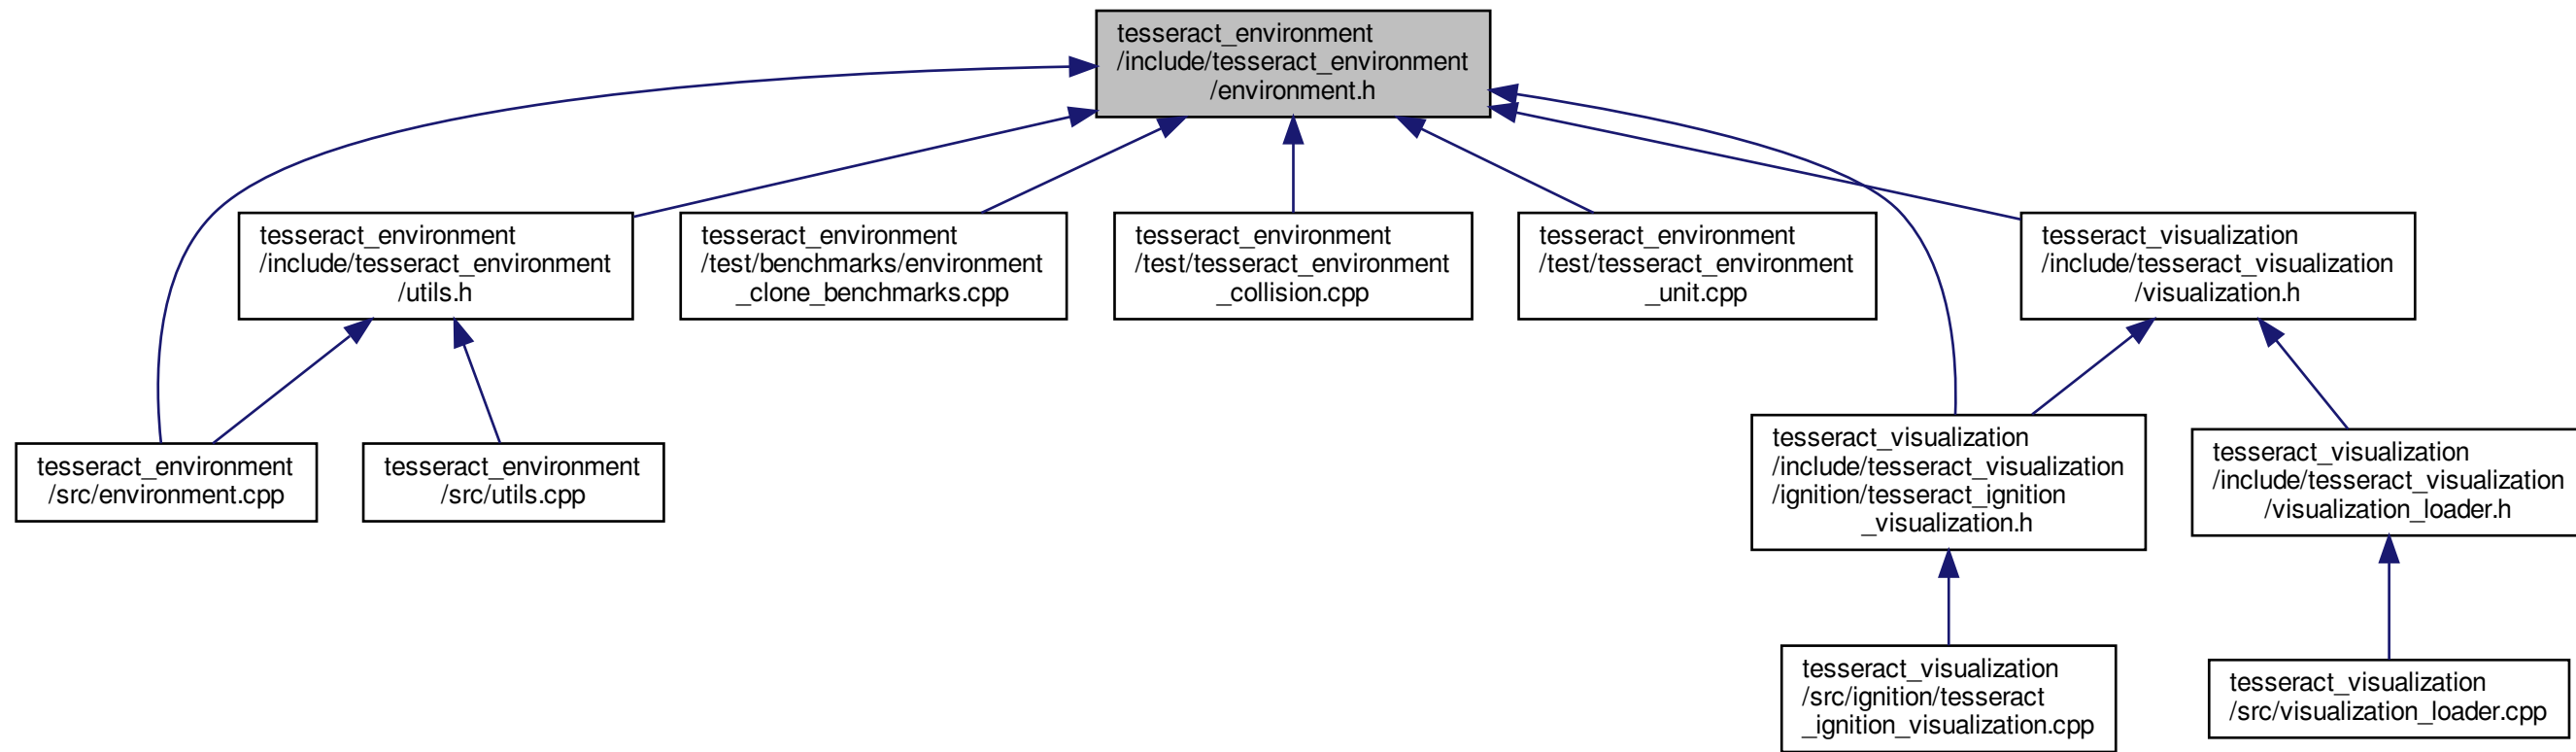 tesseract_environment
/include/tesseract_environment
/environment.h
tesseract_environment
/include/tesseract_environment
/utils.h
tesseract_environment
/test/benchmarks/environment
_clone_benchmarks.cpp
tesseract_environment
/test/tesseract_environment
_collision.cpp
tesseract_environment
/test/tesseract_environment
_unit.cpp
tesseract_visualization
/include/tesseract_visualization
/visualization.h
tesseract_environment
/src/environment.cpp
tesseract_environment
/src/utils.cpp
tesseract_visualization
/include/tesseract_visualization
/ignition/tesseract_ignition
_visualization.h
tesseract_visualization
/include/tesseract_visualization
/visualization_loader.h
tesseract_visualization
/src/ignition/tesseract
_ignition_visualization.cpp
tesseract_visualization
/src/visualization_loader.cpp